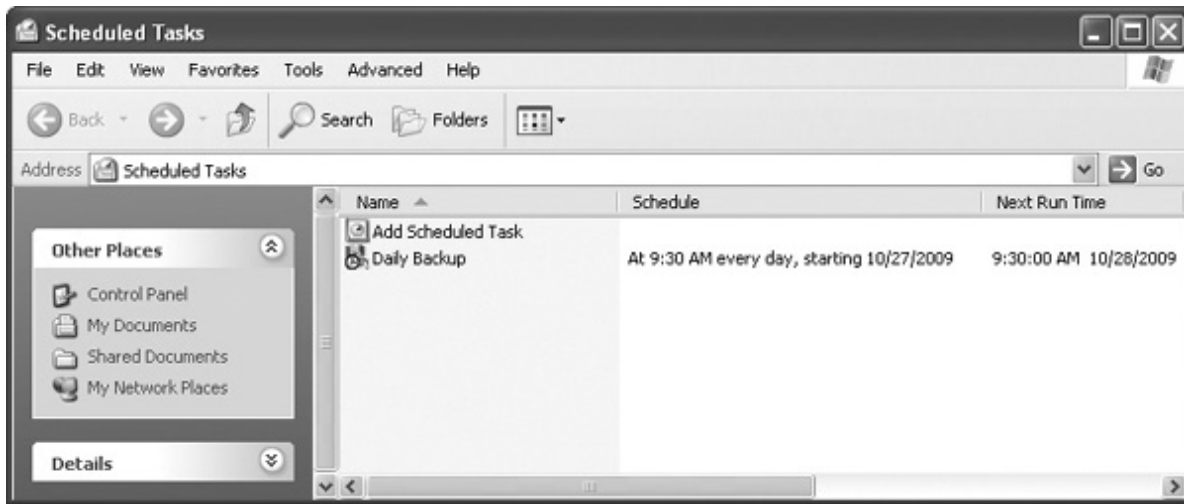 Scheduled Tasks
File Edit View Favorites Tools Advanced Help
Back Search Folders
Address Scheduled Tasks Go
Name Schedule Next Run Time
Add Scheduled Task
Daily Backup At 9:30 AM every day, starting 10/27/2009 9:30:00 AM 10/28/2009
Other Places
Control Panel
My Documents
Shared Documents
My Network Places
Details